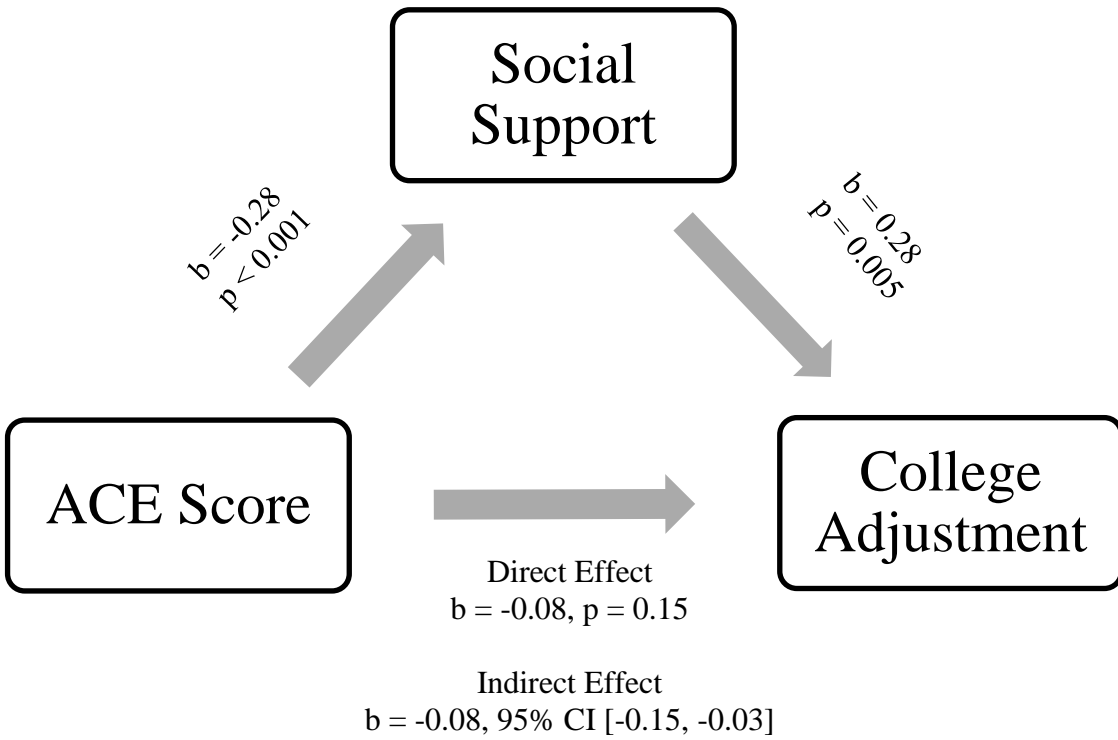 Social
Support
b = -0.28
p < 0.001
b = 0.28
p = 0.005
ACE Score
College
Adjustment
Direct Effect
b = -0.08, p = 0.15
Indirect Effect
b = -0.08, 95% CI [-0.15, -0.03]